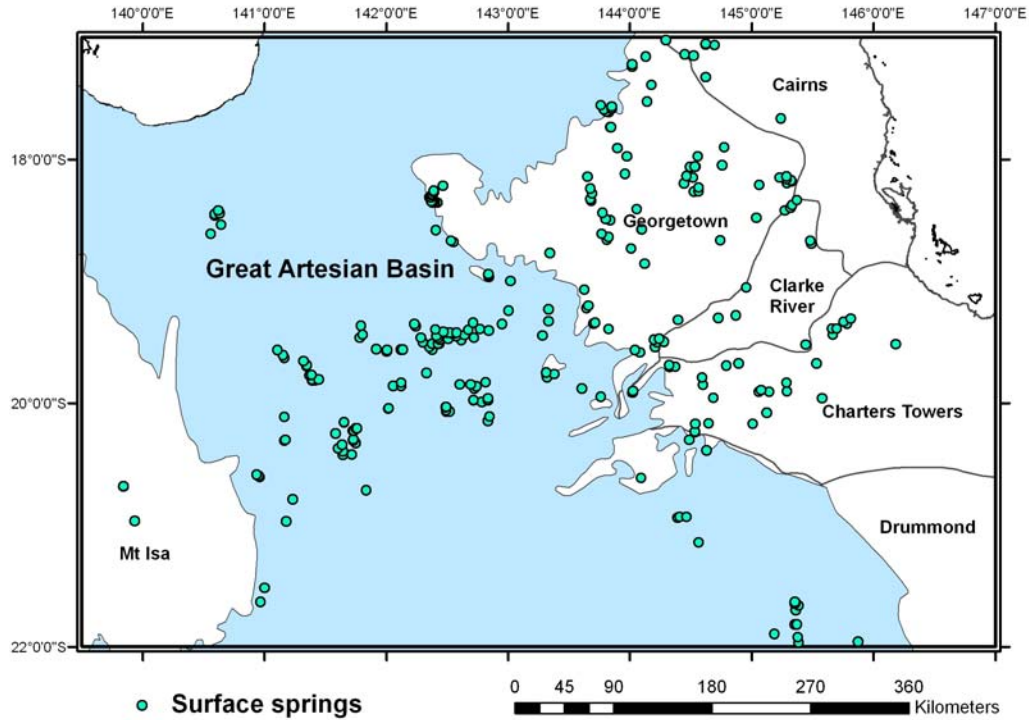 140°0'0"E 141°0'0"E 142°0'0"E 143°0'0"E 144°0'0"E 145°0'0"E 146°0'0"E 147°0'0"E
Cairns
18°0'0"S
Georgetown
Great Artesian Basin
Clarke
River
20°0'0"S
Charters Towers
Drummond
Mt Isa
22°0'0"S
Surface springs
0 45 90 180 270 360
Kilometers